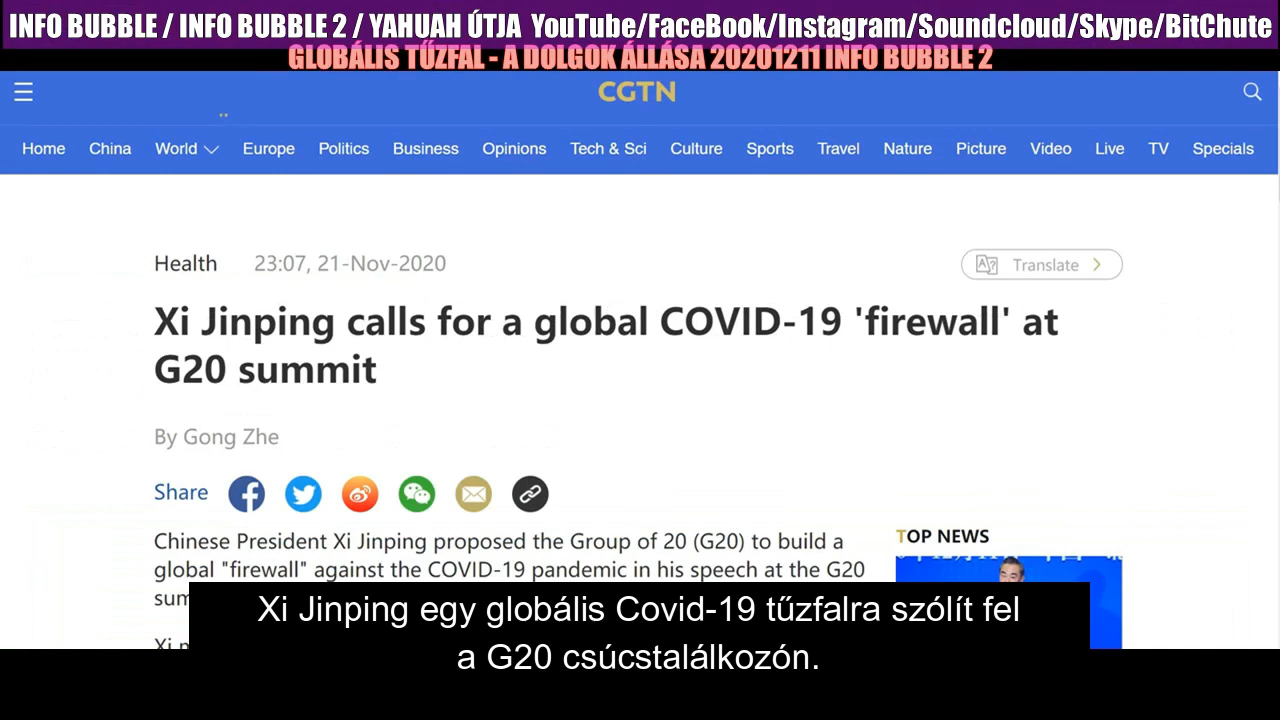 INFO BUBBLE / INFO BUBBLE 2 / YAHUAH ÚTJA YouTube/FaceBook/Instagram/Soundcloud/Skype/BitChute
GLOBÁLIS TŰZFAL - A DOLGOK ÁLLÁSA 20201211 INFO BUBBLE 2
CGTN
Home China World Europe Politics Business Opinions Tech & Sci Culture Sports Travel Nature Picture Video Live TV Specials
Health 23:07, 21-Nov-2020 Translate
Xi Jinping calls for a global COVID-19 'firewall' at
G20 summit
By Gong Zhe
Share
Chinese President Xi Jinping proposed the Group of 20 (G20) to build a
global "firewall" against the COVID-19 pandemic in his speech at the G20
TOP NEWS
Xi Jinping egy globális Covid-19 tűzfalra szólít fel
a G20 csúcstalálkozón.